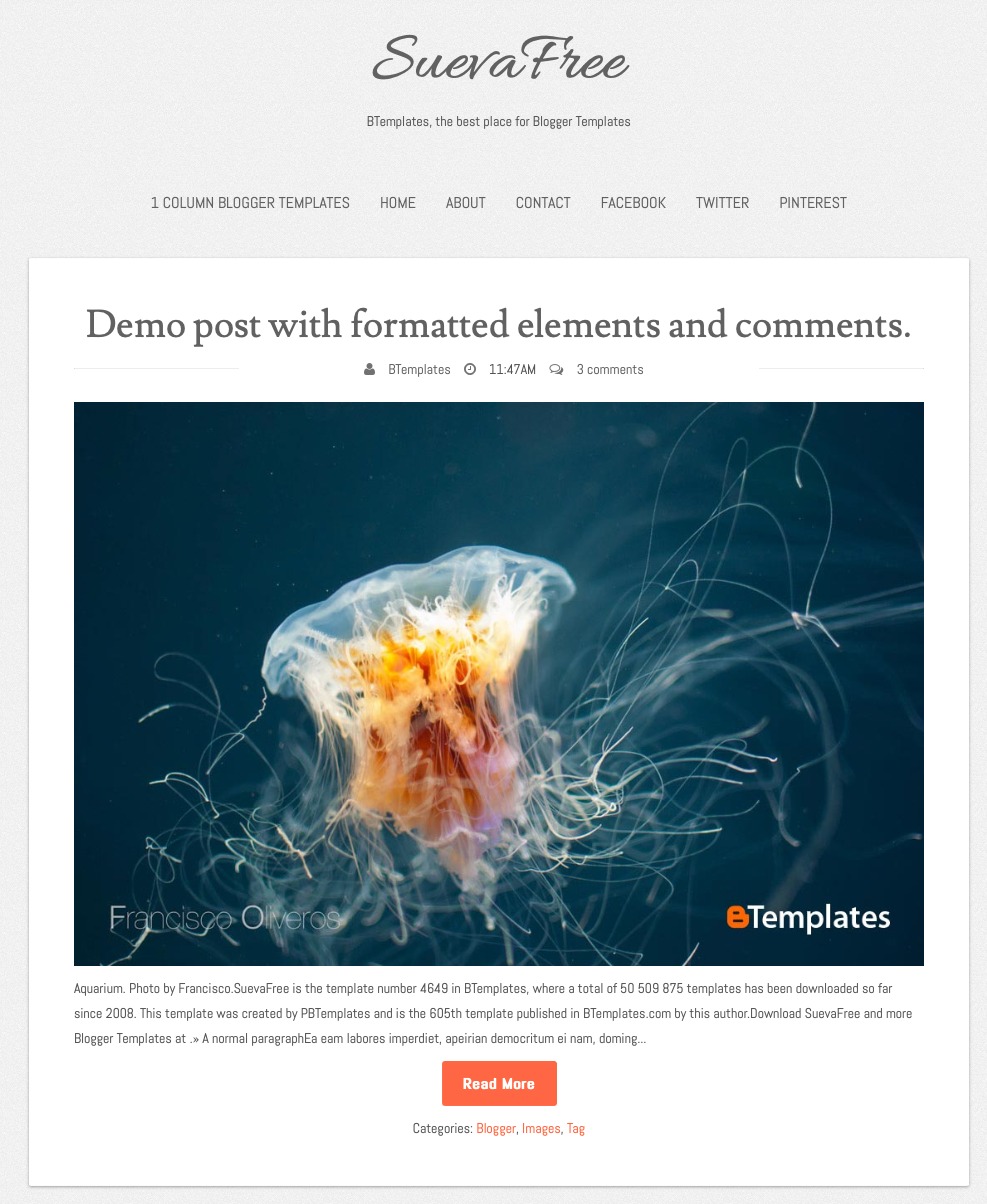 SuevaFree
BTemplates, the best place for Blogger Templates
1 COLUMN BLOGGER TEMPLATES HOME ABOUT CONTACT FACEBOOK TWITTER PINTEREST
Demo post with formatted elements and comments.
BTemplates 11:47AM 3 comments
Francisco Oliveros
BTemplates
Aquarium. Photo by Francisco.SuevaFree is the template number 4649 in BTemplates, where a total of 50 509 875 templates has been downloaded so far
since 2008. This template was created by PBTemplates and is the 605th template published in BTemplates.com by this author.Download SuevaFree and more
Blogger Templates at .» A normal paragraphEa eam labores imperdiet, apeirian democritum ei nam, doming...
Read More
Categories: Blogger, Images, Tag